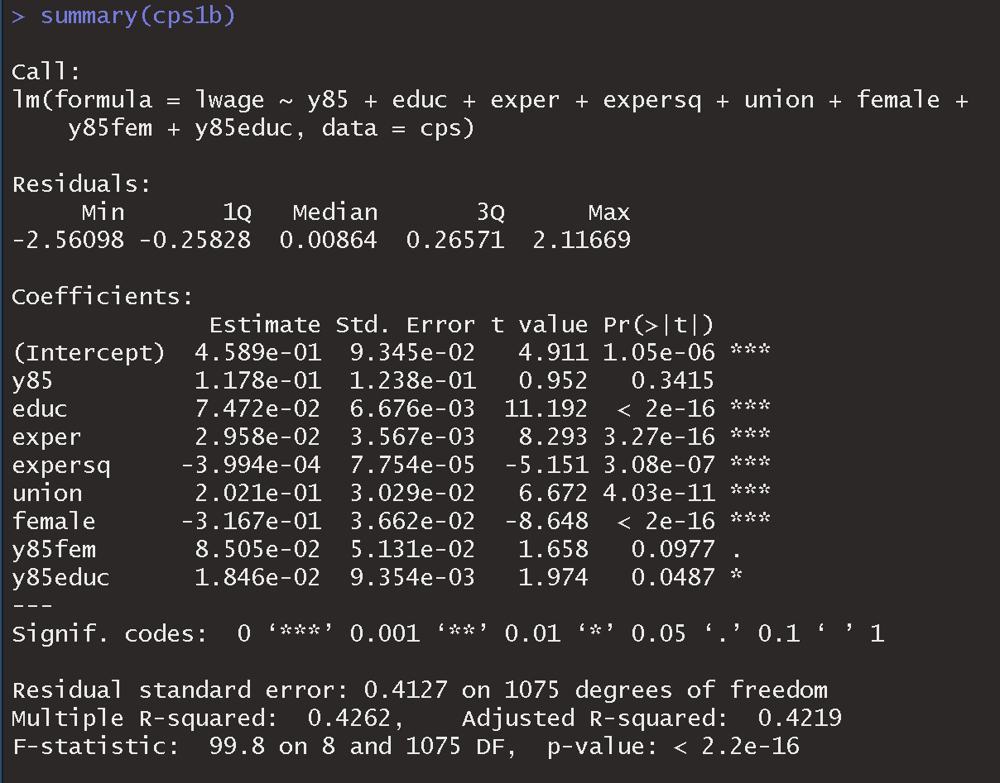 > summary(cps1b)
Call:
lm(formula = lwage ~ y85 + educ + exper + expersq + union + female +
    y85fem + y85educ, data = cps)
Residuals:
     Min       1Q   Median       3Q      Max
-2.56098 -0.25828  0.00864  0.26571  2.11669
Coefficients:
              Estimate Std. Error t value Pr(>|t|)
(Intercept)  4.589e-01  9.345e-02   4.911 1.05e-06 ***
y85          1.178e-01  1.238e-01   0.952   0.3415
educ         7.472e-02  6.676e-03  11.192  < 2e-16 ***
exper        2.958e-02  3.567e-03   8.293 3.27e-16 ***
expersq     -3.994e-04  7.754e-05  -5.151 3.08e-07 ***
union        2.021e-01  3.029e-02   6.672 4.03e-11 ***
female      -3.167e-01  3.662e-02  -8.648  < 2e-16 ***
y85fem       8.505e-02  5.131e-02   1.658   0.0977 .
y85educ      1.846e-02  9.354e-03   1.974   0.0487 *
---
Signif. codes:  0 ‘***’ 0.001 ‘**’ 0.01 ‘*’ 0.05 ‘.’ 0.1 ‘ ’ 1
Residual standard error: 0.4127 on 1075 degrees of freedom
Multiple R-squared:  0.4262,    Adjusted R-squared:  0.4219
F-statistic:  99.8 on 8 and 1075 DF,  p-value: < 2.2e-16